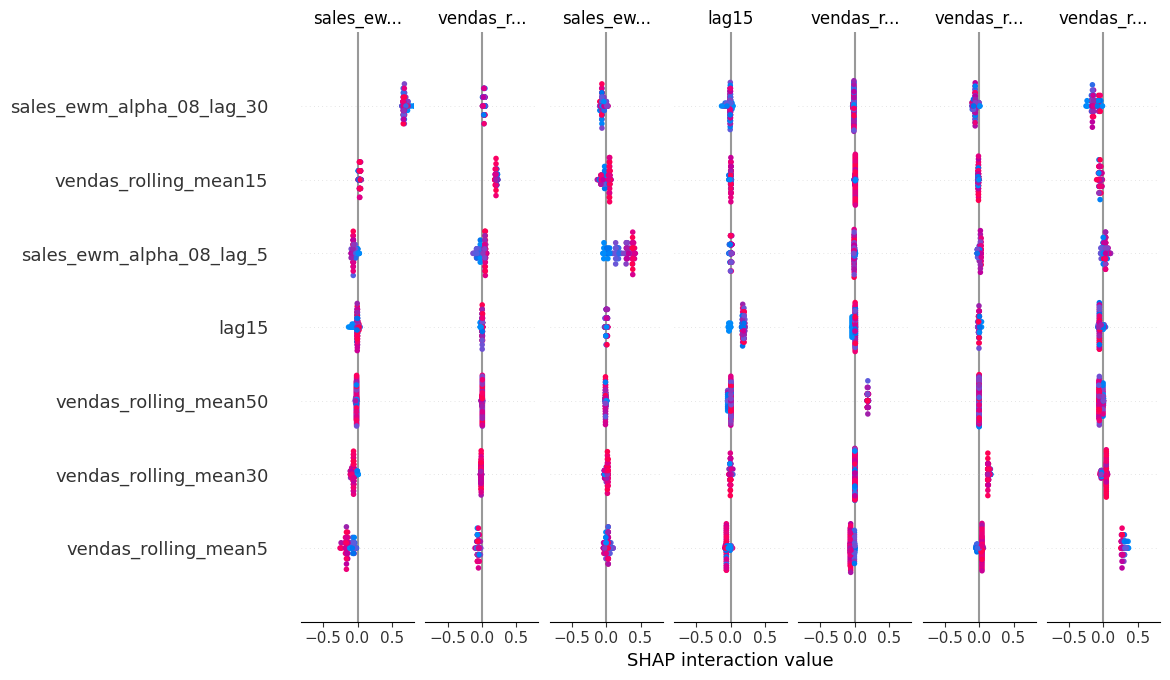 sales_ew... vendas_r... sales_ew... lag15 vendas_r... vendas_r... vendas_r...
sales_ewm_alpha_08_lag_30
vendas_rolling_mean15
sales_ewm_alpha_08_lag_5
lag15
vendas_rolling_mean50
vendas_rolling_mean30
vendas_rolling_mean5
−0.5 0.0 0.5 −0.5 0.0 0.5 −0.5 0.0 0.5 −0.5 0.0 0.5 −0.5 0.0 0.5 −0.5 0.0 0.5 −0.5 0.0 0.5
SHAP interaction value